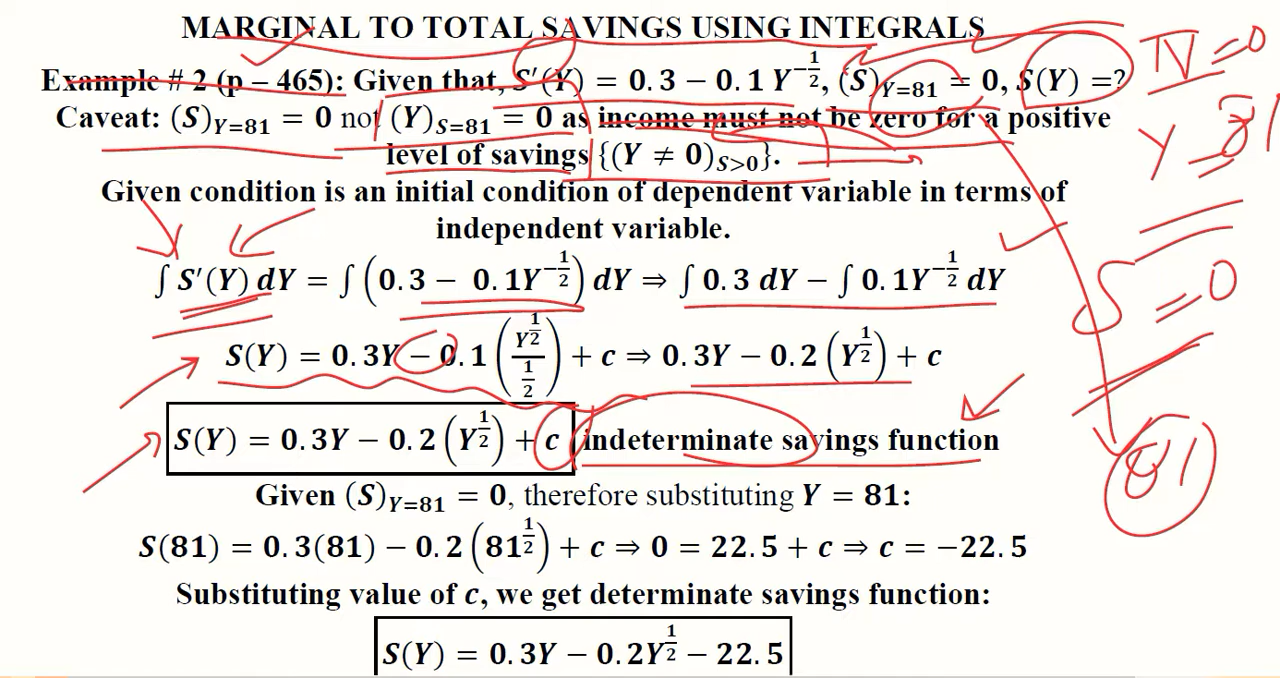 MARGINAL TO TOTAL SAVINGS USING INTEGRALS
Example # 2 (p – 465): Given that, S′(Y) = 0.3 − 0.1 Y^{−1/2}, (S)_{Y=81} = 0, S(Y) =?
Caveat: (S)_{Y=81} = 0 not (Y)_{S=81} = 0 as income must not be zero for a positive
level of savings {(Y ≠ 0)_{S>0}}.
Given condition is an initial condition of dependent variable in terms of
independent variable.
∫ S′(Y) dY = ∫ (0.3 − 0.1Y^{−1/2}) dY ⇒ ∫ 0.3 dY − ∫ 0.1Y^{−1/2} dY
S(Y) = 0.3Y − 0.1 (Y^{1/2}/(1/2)) + c ⇒ 0.3Y − 0.2 (Y^{1/2}) + c
S(Y) = 0.3Y − 0.2 (Y^{1/2}) + c indeterminate savings function
Given (S)_{Y=81} = 0, therefore substituting Y = 81:
S(81) = 0.3(81) − 0.2 (81^{1/2}) + c ⇒ 0 = 22.5 + c ⇒ c = −22.5
Substituting value of c, we get determinate savings function:
S(Y) = 0.3Y − 0.2Y^{1/2} − 22.5
=0
Y = 81
S = 0
81